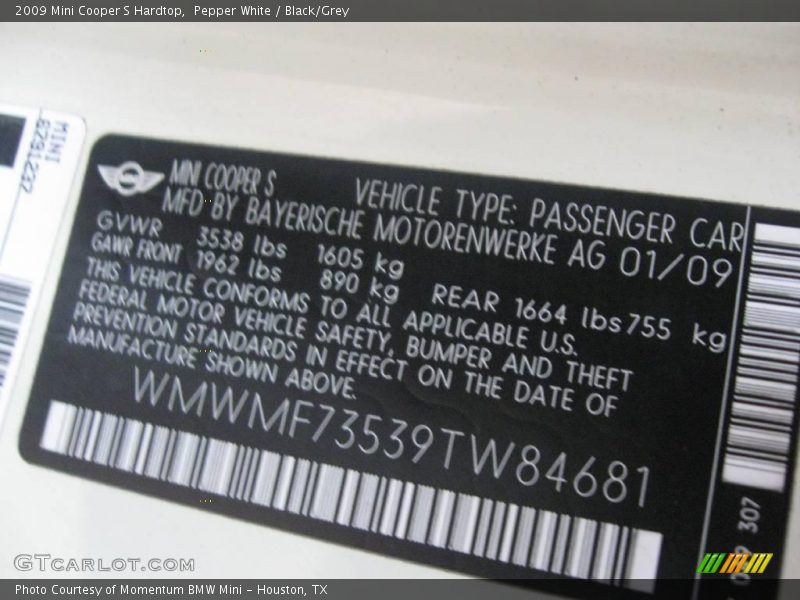 2009 Mini Cooper S Hardtop,  Pepper White / Black/Grey
MINI
6291237
MINI COOPER S
VEHICLE TYPE: PASSENGER CAR
MFD BY BAYERISCHE MOTORENWERKE AG 01/09
GVWR 3538 lbs 1605 kg
GAWR FRONT 1962 lbs 890 kg REAR 1664 lbs 755 kg
THIS VEHICLE CONFORMS TO ALL APPLICABLE U.S.
FEDERAL MOTOR VEHICLE SAFETY, BUMPER AND THEFT
PREVENTION STANDARDS IN EFFECT ON THE DATE OF
MANUFACTURE SHOWN ABOVE.
WMWMF73539TW84681
307
GTCARLOT.COM
Photo Courtesy of Momentum BMW Mini - Houston, TX